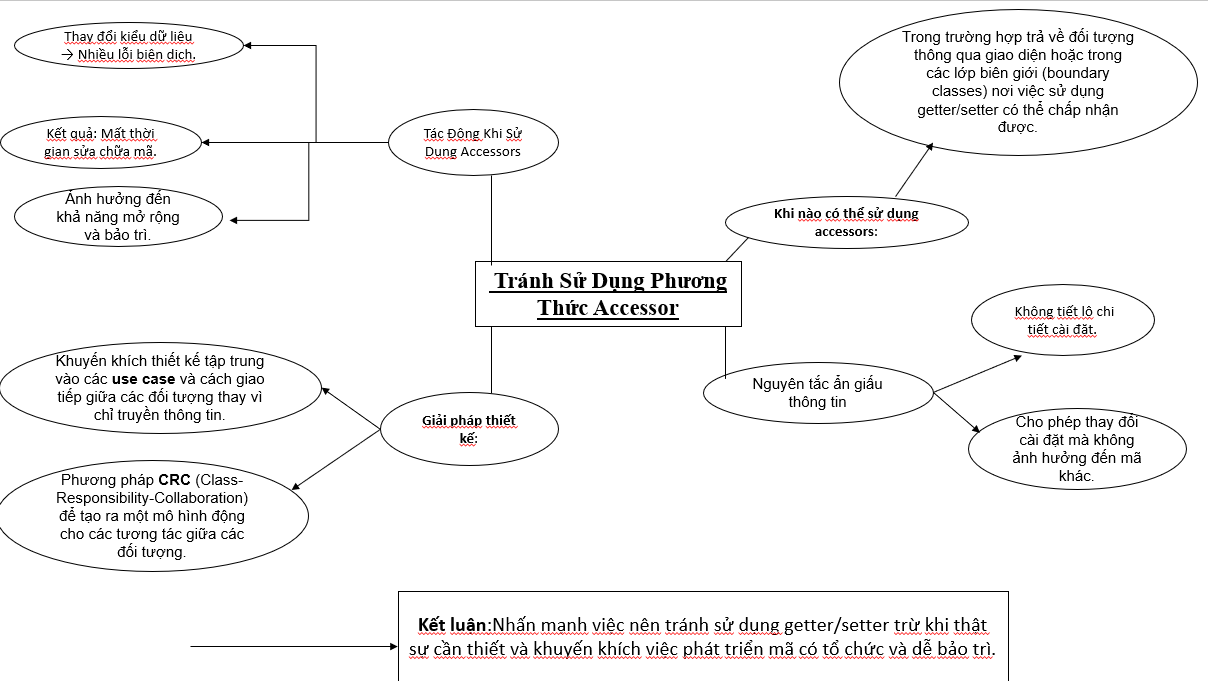 Thay đổi kiểu dữ liệu
→ Nhiều lỗi biên dịch.
Kết quả: Mất thời
gian sửa chữa mã.
Ảnh hưởng đến
khả năng mở rộng
và bảo trì.
Tác Động Khi Sử
Dụng Accessors
Trong trường hợp trả về đối tượng
thông qua giao diện hoặc trong
các lớp biên giới (boundary
classes) nơi việc sử dụng
getter/setter có thể chấp nhận
được.
Khi nào có thể sử dụng
accessors:
Tránh Sử Dụng Phương
Thức Accessor
Không tiết lộ chi
tiết cài đặt.
Nguyên tắc ẩn giấu
thông tin
Cho phép thay đổi
cài đặt mà không
ảnh hưởng đến mã
khác.
Khuyến khích thiết kế tập trung
vào các use case và cách giao
tiếp giữa các đối tượng thay vì
chỉ truyền thông tin.
Giải pháp thiết
kế:
Phương pháp CRC (Class-
Responsibility-Collaboration)
để tạo ra một mô hình động
cho các tương tác giữa các
đối tượng.
Kết luận:Nhấn mạnh việc nên tránh sử dụng getter/setter trừ khi thật
sự cần thiết và khuyến khích việc phát triển mã có tổ chức và dễ bảo trì.